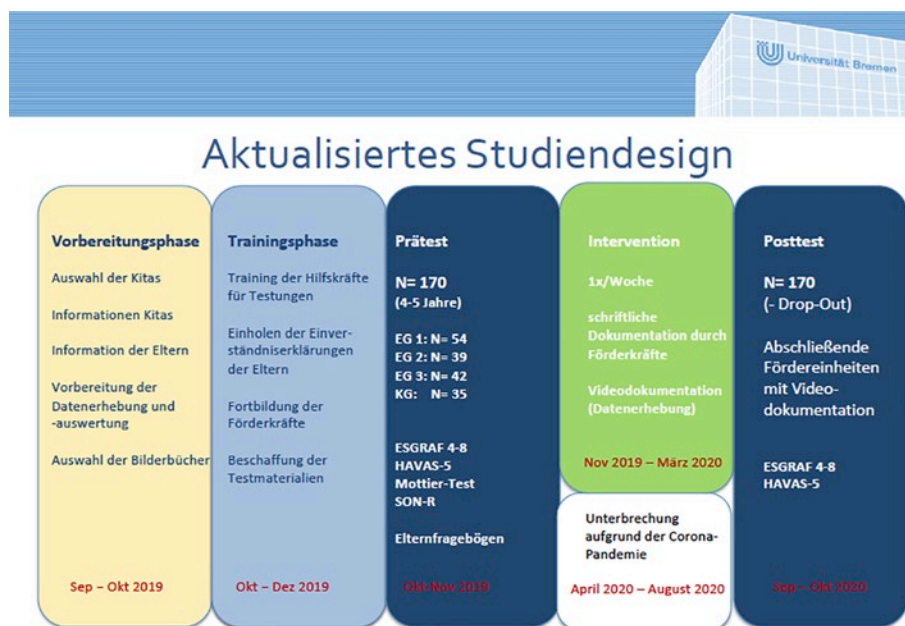 Universität Bremen
Aktualisiertes Studiendesign
Vorbereitungsphase
Auswahl der Kitas
Informationen Kitas
Information der Eltern
Vorbereitung der
Datenerhebung und
-auswertung
Auswahl der Bilderbücher
Sep – Okt 2019
Trainingsphase
Training der Hilfskräfte
für Testungen
Einholen der Einver-
ständniserklärungen
der Eltern
Fortbildung der
Förderkräfte
Beschaffung der
Testmaterialien
Okt – Dez 2019
Prätest
N= 170
(4-5 Jahre)
EG 1: N= 54
EG 2: N= 39
EG 3: N= 42
KG: N= 35
ESGRAF 4-8
HAVAS-5
Mottier-Test
SON-R
Elternfragebögen
Okt-Nov 2019
Intervention
1x/Woche
schriftliche
Dokumentation durch
Förderkräfte
Videodokumentation
(Datenerhebung)
Nov 2019 – März 2020
Unterbrechung
aufgrund der Corona-
Pandemie
April 2020 – August 2020
Posttest
N= 170
(- Drop-Out)
Abschließende
Fördereinheiten
mit Video-
dokumentation
ESGRAF 4-8
HAVAS-5
Sep – Okt 2020